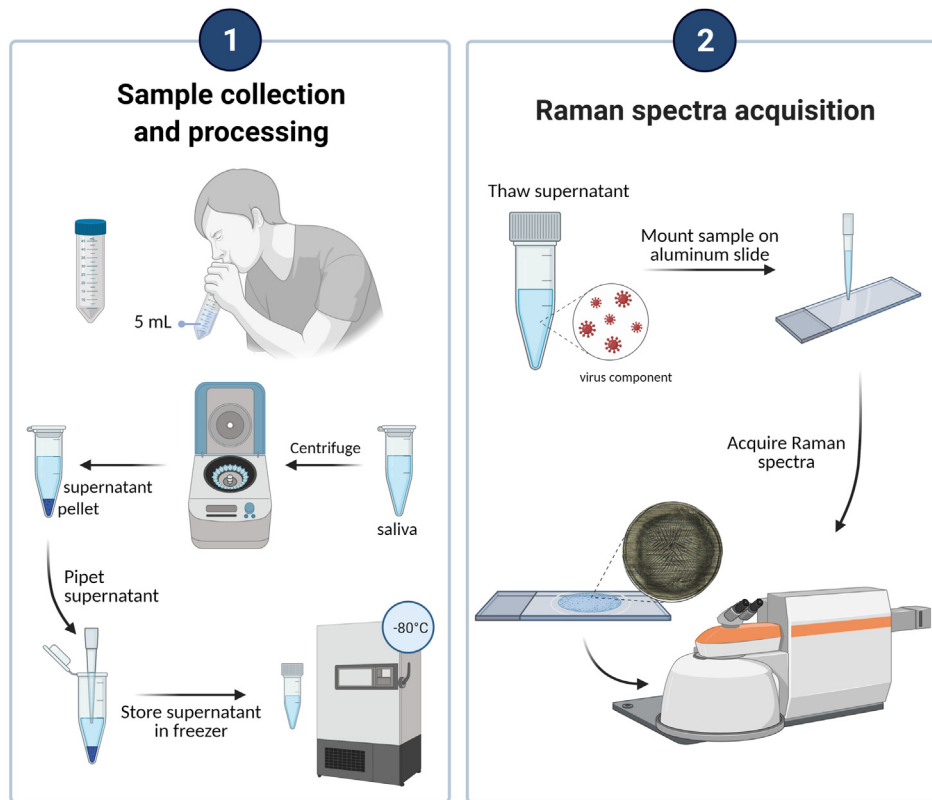 1
Sample collection
and processing
5 mL
Centrifuge
supernatant
pellet
saliva
Pipet
supernatant
-80°C
Store supernatant
in freezer
2
Raman spectra acquisition
Thaw supernatant
Mount sample on
aluminum slide
virus component
Acquire Raman
spectra